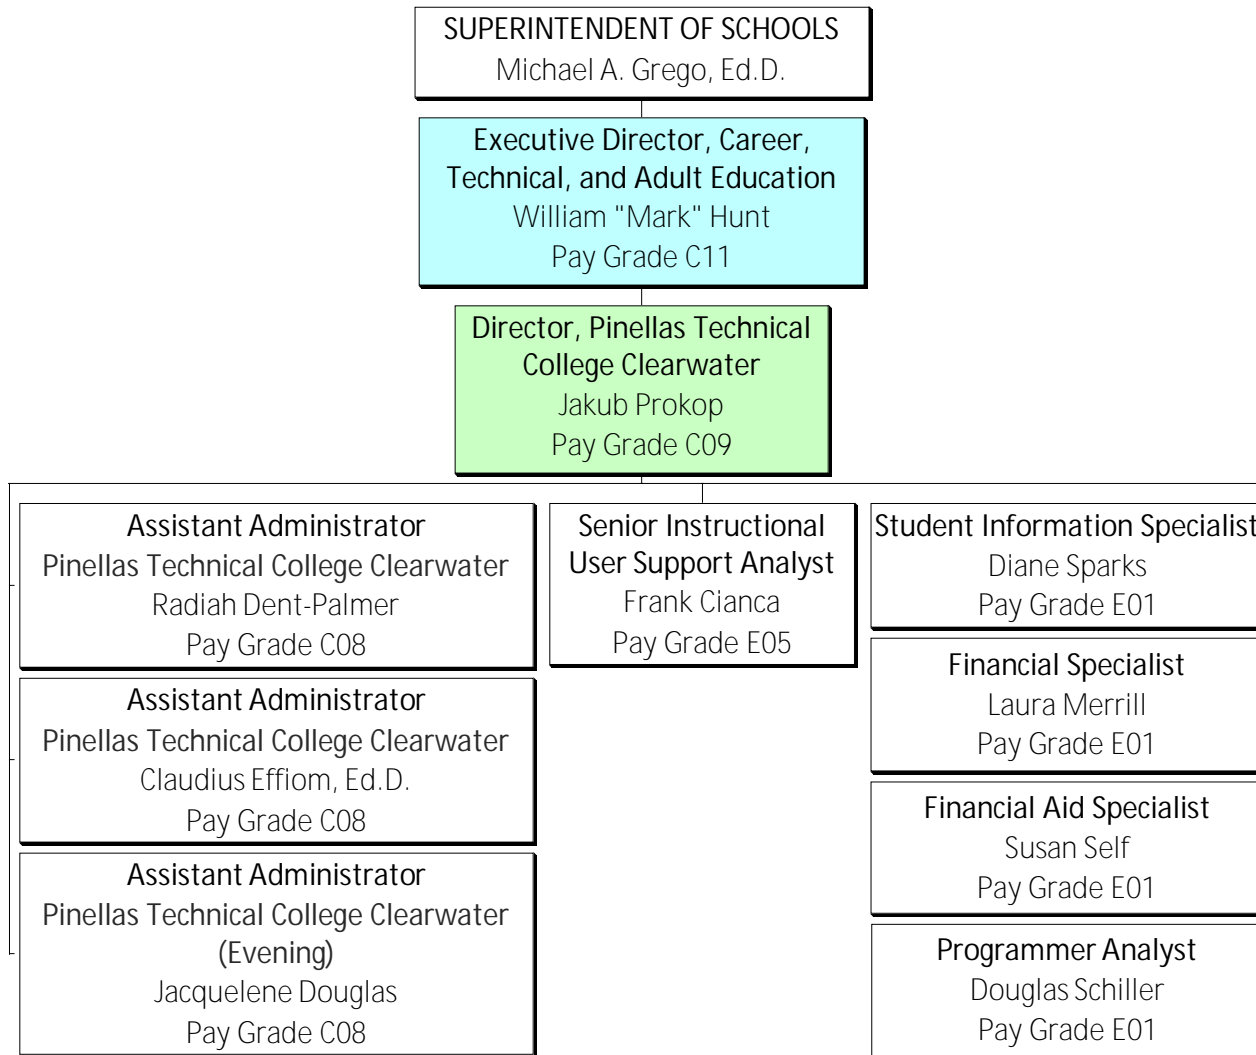 SUPERINTENDENT OF SCHOOLS
Michael A. Grego, Ed.D.
Executive Director, Career,
Technical, and Adult Education
William "Mark" Hunt
Pay Grade C11
Director, Pinellas Technical
College Clearwater
Jakub Prokop
Pay Grade C09
Assistant Administrator
Pinellas Technical College Clearwater
Radiah Dent-Palmer
Pay Grade C08
Assistant Administrator
Pinellas Technical College Clearwater
Claudius Effiom, Ed.D.
Pay Grade C08
Assistant Administrator
Pinellas Technical College Clearwater
(Evening)
Jacquelene Douglas
Pay Grade C08
Senior Instructional
User Support Analyst
Frank Cianca
Pay Grade E05
Student Information Specialist
Diane Sparks
Pay Grade E01
Financial Specialist
Laura Merrill
Pay Grade E01
Financial Aid Specialist
Susan Self
Pay Grade E01
Programmer Analyst
Douglas Schiller
Pay Grade E01